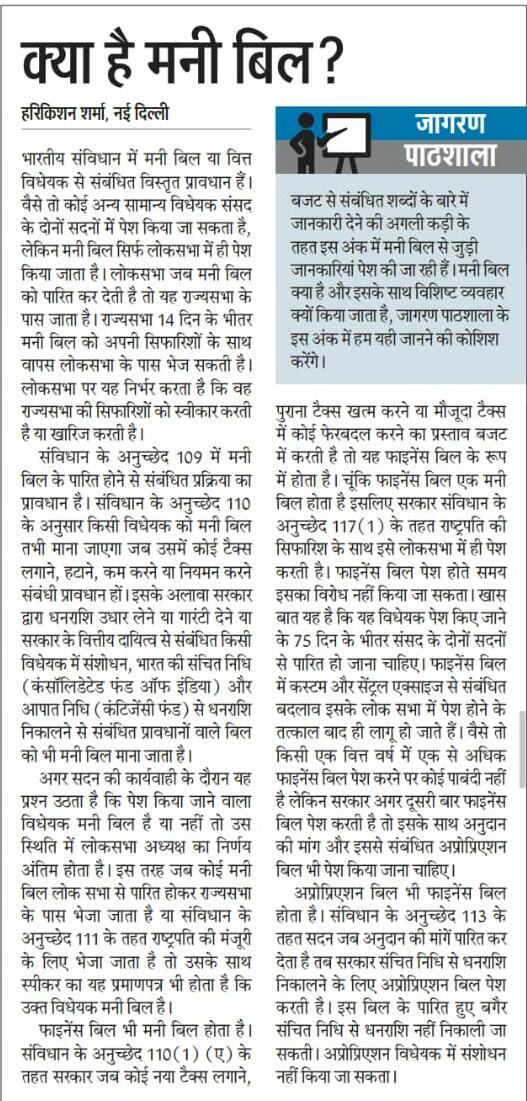 क्या है मनी बिल?
हरिकिशन शर्मा, नई दिल्ली
भारतीय संविधान में मनी बिल या वित्त
विधेयक से संबंधित विस्तृत प्रावधान हैं।
वैसे तो कोई अन्य सामान्य विधेयक संसद
के दोनों सदनों में पेश किया जा सकता है,
लेकिन मनी बिल सिर्फ लोकसभा में ही पेश
किया जाता है। लोकसभा जब मनी बिल
को पारित कर देती है तो यह राज्यसभा के
पास जाता है। राज्यसभा 14 दिन के भीतर
मनी बिल को अपनी सिफारिशों के साथ
वापस लोकसभा के पास भेज सकती है।
लोकसभा पर यह निर्भर करता है कि वह
राज्यसभा की सिफारिशों को स्वीकार करती
है या खारिज करती है।
संविधान के अनुच्छेद 109 में मनी
बिल के पारित होने से संबंधित प्रक्रिया का
प्रावधान है। संविधान के अनुच्छेद 110
के अनुसार किसी विधेयक को मनी बिल
तभी माना जाएगा जब उसमें कोई टैक्स
लगाने, हटाने, कम करने या नियमन करने
संबंधी प्रावधान हों। इसके अलावा सरकार
द्वारा धनराशि उधार लेने या गारंटी देने या
सरकार के वित्तीय दायित्व से संबंधित किसी
विधेयक में संशोधन, भारत की संचित निधि
(कंसॉलिडेटेड फंड ऑफ इंडिया) और
आपात निधि (कंटिजेंसी फंड) से धनराशि
निकालने से संबंधित प्रावधानों वाले बिल
को भी मनी बिल माना जाता है।
अगर सदन की कार्यवाही के दौरान यह
प्रश्न उठता है कि पेश किया जाने वाला
विधेयक मनी बिल है या नहीं तो उस
स्थिति में लोकसभा अध्यक्ष का निर्णय
अंतिम होता है। इस तरह जब कोई मनी
बिल लोक सभा से पारित होकर राज्यसभा
के पास भेजा जाता है या संविधान के
अनुच्छेद 111 के तहत राष्ट्रपति की मंजूरी
के लिए भेजा जाता है तो उसके साथ
स्पीकर का यह प्रमाणपत्र भी होता है कि
उक्त विधेयक मनी बिल है।
फाइनेंस बिल भी मनी बिल होता है।
संविधान के अनुच्छेद 110(1) (ए) के
तहत सरकार जब कोई नया टैक्स लगाने,
जागरण
पाठशाला
बजट से संबंधित शब्दों के बारे में
जानकारी देने की अगली कड़ी के
तहत इस अंक में मनी बिल से जुड़ी
जानकारियां पेश की जा रही हैं। मनी बिल
क्या है और इसके साथ विशिष्ट व्यवहार
क्यों किया जाता है, जागरण पाठशाला के
इस अंक में हम यही जानने की कोशिश
करेंगे।
पुराना टैक्स खत्म करने या मौजूदा टैक्स
में कोई फेरबदल करने का प्रस्ताव बजट
में करती है तो यह फाइनेंस बिल के रूप
में होता है। चूंकि फाइनेंस बिल एक मनी
बिल होता है इसलिए सरकार संविधान के
अनुच्छेद 117(1) के तहत राष्ट्रपति की
सिफारिश के साथ इसे लोकसभा में ही पेश
करती है। फाइनेंस बिल पेश होते समय
इसका विरोध नहीं किया जा सकता। खास
बात यह है कि यह विधेयक पेश किए जाने
के 75 दिन के भीतर संसद के दोनों सदनों
से पारित हो जाना चाहिए। फाइनेंस बिल
में कस्टम और सेंट्रल एक्साइज से संबंधित
बदलाव इसके लोक सभा में पेश होने के
तत्काल बाद ही लागू हो जाते हैं। वैसे तो
किसी एक वित्त वर्ष में एक से अधिक
फाइनेंस बिल पेश करने पर कोई पाबंदी नहीं
है लेकिन सरकार अगर दूसरी बार फाइनेंस
बिल पेश करती है तो इसके साथ अनुदान
की मांग और इससे संबंधित अप्रोप्रिएशन
बिल भी पेश किया जाना चाहिए।
अप्रोप्रिएशन बिल भी फाइनेंस बिल
होता है। संविधान के अनुच्छेद 113 के
तहत सदन जब अनुदान की मांगें पारित कर
देता है तब सरकार संचित निधि से धनराशि
निकालने के लिए अप्रोप्रिएशन बिल पेश
करती है। इस बिल के पारित हुए बगैर
संचित निधि से धनराशि नहीं निकाली जा
सकती। अप्रोप्रिएशन विधेयक में संशोधन
नहीं किया जा सकता।